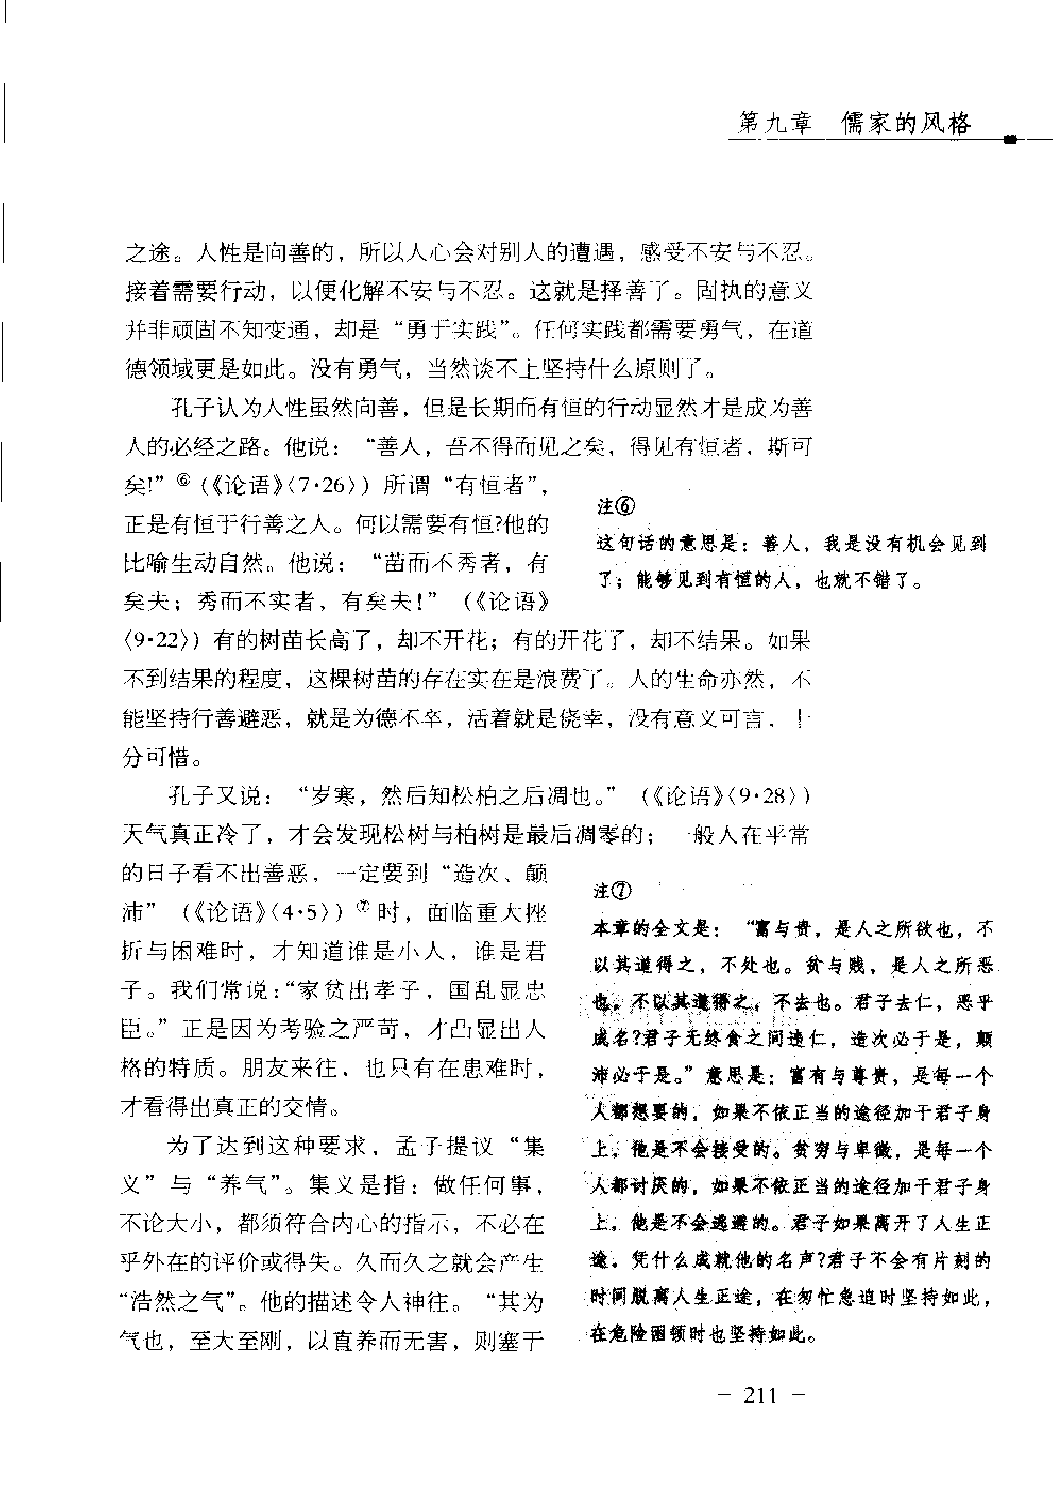 第九章　儒家的风格
之途。人性是向善的，所以人心会对别人的遭遇，感受不安与不忍。
接着需要行动，以便化解不安与不忍。这就是择善了。固执的意义
并非顽固不知变通，却是“勇于实践”。任何实践都需要勇气，在道
德领域更是如此。没有勇气，当然谈不上坚持什么原则了。
孔子认为人性虽然向善，但是长期而有恒的行动显然才是成为善
人的必经之路。他说：“善人，吾不得而见之矣，得见有恒者，斯可
矣!”⑥（《论语》〈7·26〉）所谓“有恒者”，
正是有恒于行善之人。何以需要有恒?他的
比喻生动自然。他说：“苗而不秀者，有
矣夫；秀而不实者，有矣夫!”（《论语》
〈9·22〉）有的树苗长高了，却不开花；有的开花了，却不结果。如果
不到结果的程度，这棵树苗的存在实在是浪费了。人的生命亦然，不
能坚持行善避恶，就是为德不卒，活着就是侥幸，没有意义可言，十
分可惜。
孔子又说：“岁寒，然后知松柏之后凋也。”（《论语》〈9·28〉）
天气真正冷了，才会发现松树与柏树是最后凋零的；一般人在平常
的日子看不出善恶，一定要到“造次、颠
沛”（《论语》〈4·5〉）⑦时，面临重大挫
折与困难时，才知道谁是小人，谁是君
子。我们常说：“家贫出孝子，国乱显忠
臣。”正是因为考验之严苛，才凸显出人
格的特质。朋友来往，也只有在患难时，
才看得出真正的交情。
为了达到这种要求，孟子提议“集
义”与“养气”。集义是指：做任何事，
不论大小，都须符合内心的指示，不必在
乎外在的评价或得失。久而久之就会产生
“浩然之气”。他的描述令人神往。“其为
气也，至大至刚，以直养而无害，则塞于
注⑥
这句话的意思是：善人，我是没有机会见到
了；能够见到有恒的人，也就不错了。
注⑦
本章的全文是：“富与贵，是人之所欲也，不
以其道得之，不处也。贫与贱，是人之所恶
也，不以其道得之，不去也。君子去仁，恶乎
成名?君子无终食之间违仁，造次必于是，颠
沛必于是。”意思是：富有与尊贵，是每一个
人都想要的，如果不依正当的途径加于君子身
上，他是不会接受的。贫穷与卑微，是每一个
人都讨厌的，如果不依正当的途径加于君子身
上，他是不会逃避的。君子如果离开了人生正
途，凭什么成就他的名声?君子不会有片刻的
时间脱离人生正途，在匆忙急迫时坚持如此，
在危险困顿时也坚持如此。
— 211 —